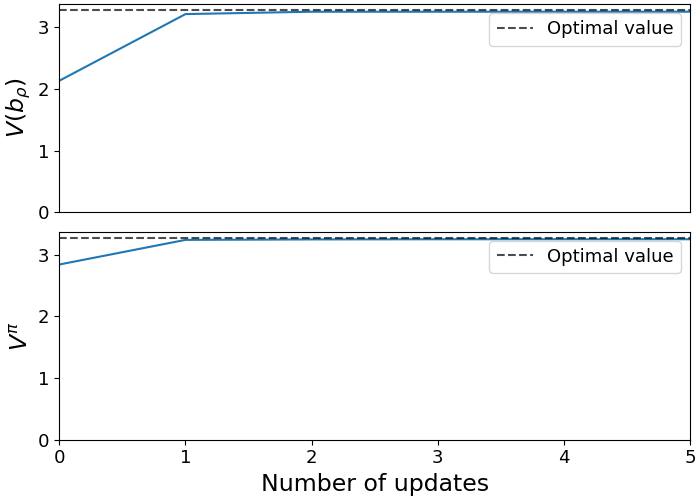 3
2
1
0
V(b_ρ)
Optimal value
3
2
1
0
V^π
Optimal value
0 1 2 3 4 5
Number of updates